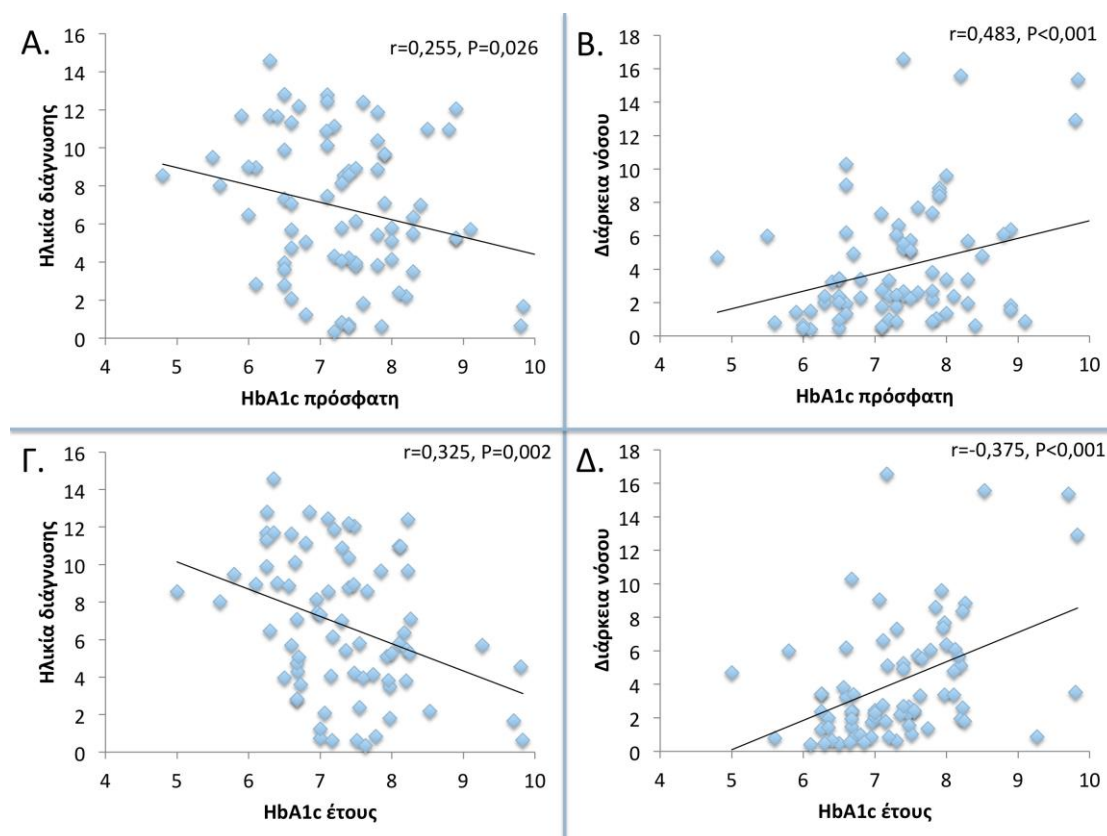 Α.
r=0,255, P=0,026
Ηλικία διάγνωσης
16
14
12
10
8
6
4
2
0
4 5 6 7 8 9 10
HbA1c πρόσφατη
Β.
r=0,483, P<0,001
Διάρκεια νόσου
18
16
14
12
10
8
6
4
2
0
4 5 6 7 8 9 10
HbA1c πρόσφατη
Γ.
r=0,325, P=0,002
Ηλικία διάγνωσης
16
14
12
10
8
6
4
2
0
4 5 6 7 8 9 10
HbA1c έτους
Δ.
r=-0,375, P<0,001
Διάρκεια νόσου
18
16
14
12
10
8
6
4
2
0
4 5 6 7 8 9 10
HbA1c έτους